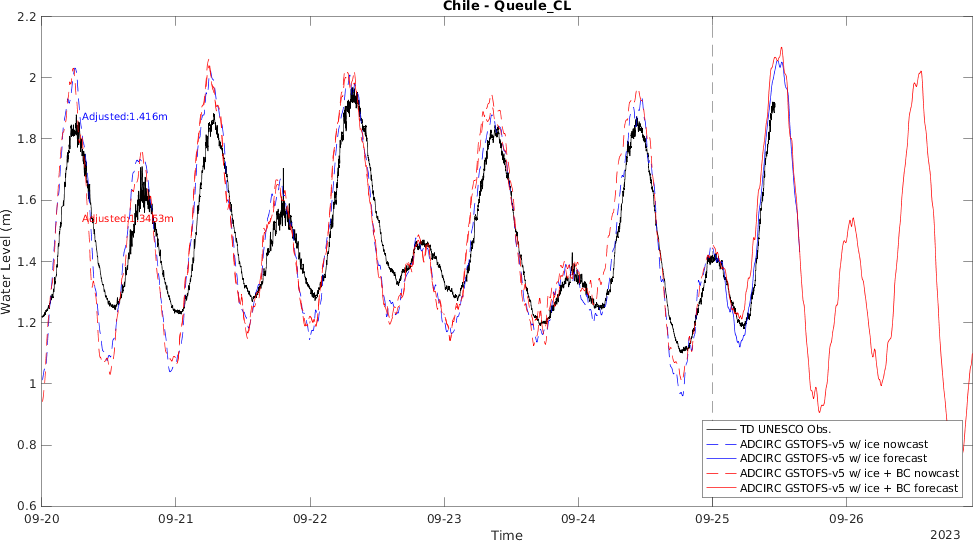 Chile - Queule_CL
2.2
2
1.8
1.6
1.4
1.2
1
0.8
0.6
Water Level (m)
Adjusted:1.416m
Adjusted:1.3463m
TD UNESCO Obs.
ADCIRC GSTOFS-v5 w/ ice nowcast
ADCIRC GSTOFS-v5 w/ ice forecast
ADCIRC GSTOFS-v5 w/ ice + BC nowcast
ADCIRC GSTOFS-v5 w/ ice + BC forecast
09-20
09-21
09-22
09-23
09-24
09-25
09-26
Time
2023